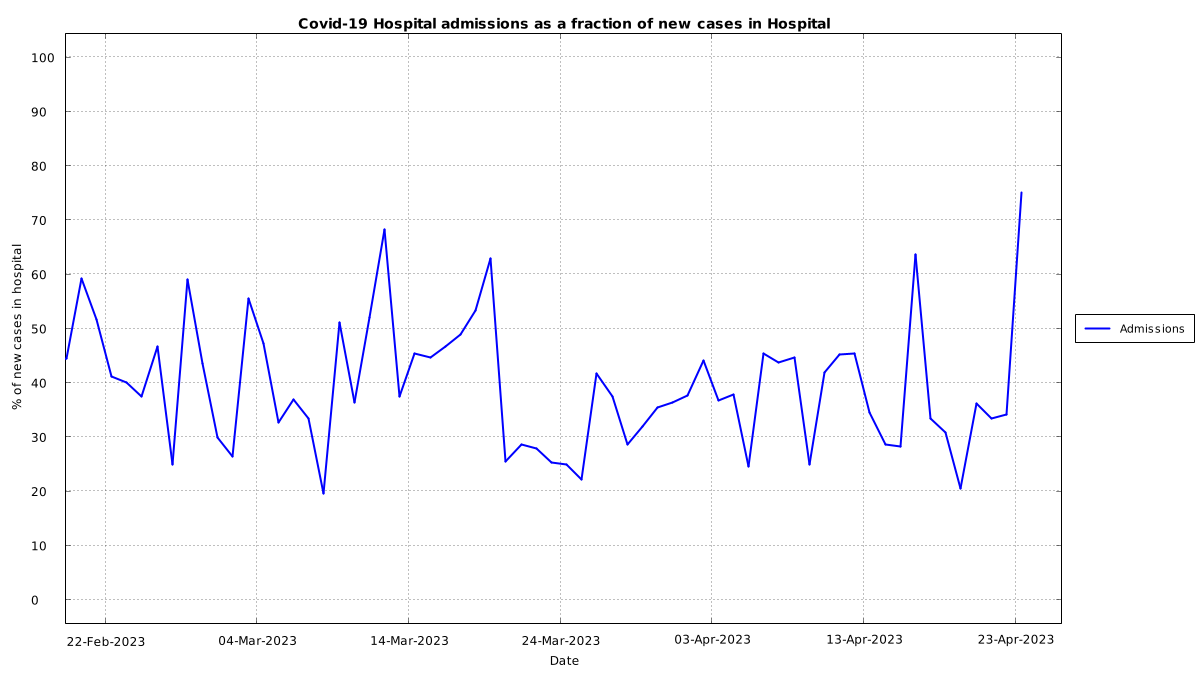 Covid-19 Hospital admissions as a fraction of new cases in Hospital
% of new cases in hospital
100
90
80
70
60
50
40
30
20
10
0
22-Feb-2023 04-Mar-2023 14-Mar-2023 24-Mar-2023 03-Apr-2023 13-Apr-2023 23-Apr-2023
Date
Admissions